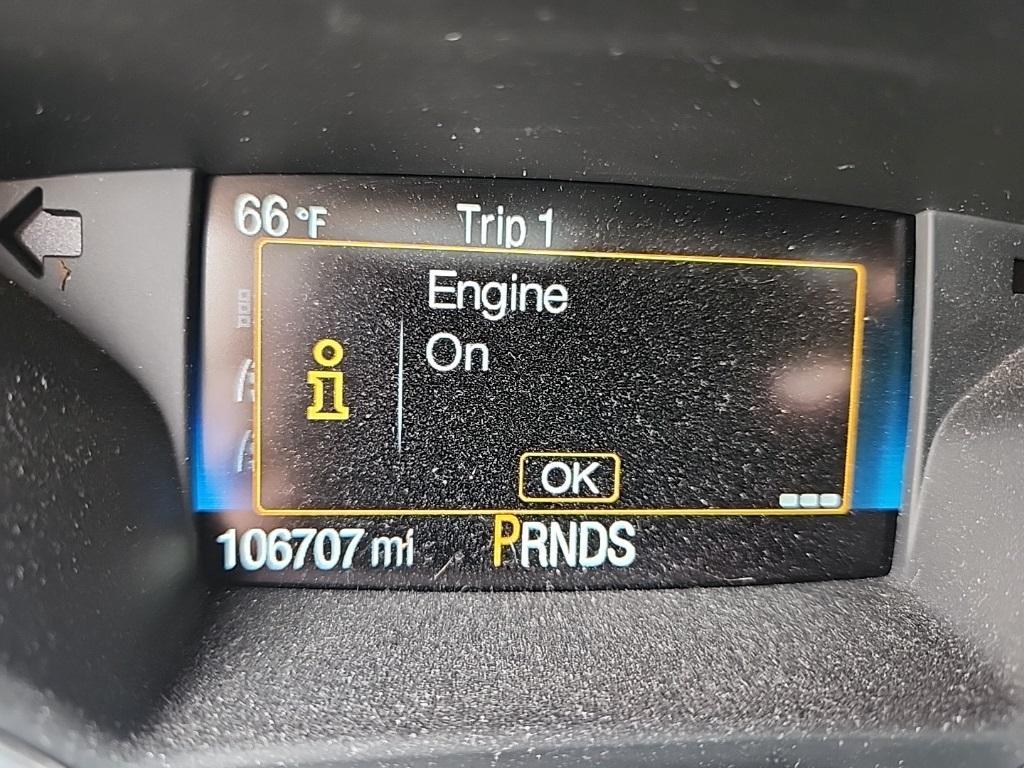 66 °F Trip 1
Engine
On
OK
106707 mi PRNDS